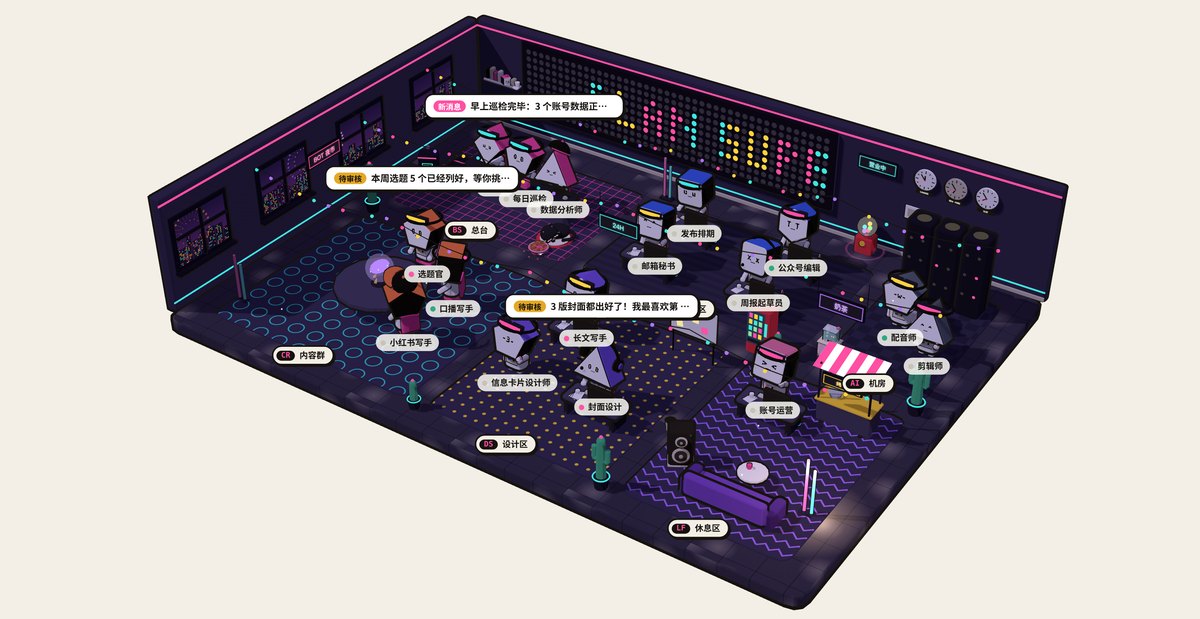 新消息 早上巡检完毕：3 个账号数据正…
营业中
BOT 夜市
待审核 本周选题 5 个已经列好，等你挑…
每日巡检
数据分析师
24H
BS 总台
发布排期
邮箱秘书
公众号编辑
选题官
口播写手
待审核 3 版封面都出好了！我最喜欢第 …
区
周报起草员
奶茶
小红书写手
长文写手
配音师
CR 内容群
剪辑师
信息卡片设计师
AI 机房
封面设计
账号运营
DS 设计区
LF 休息区